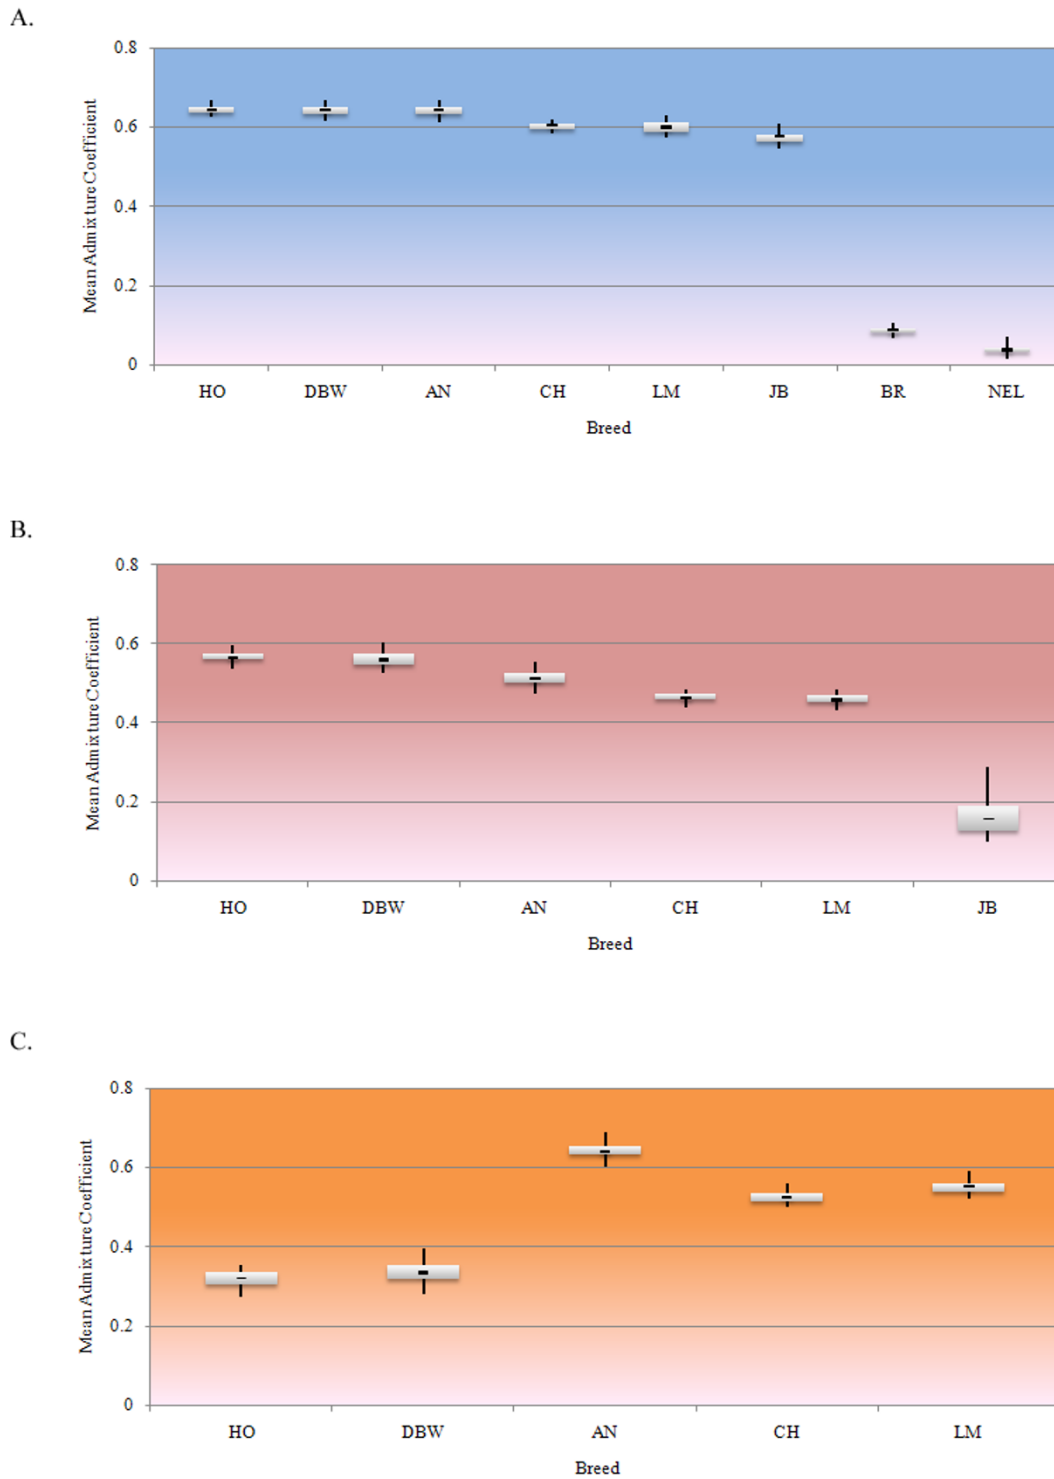 A.
0.8
0.6
0.4
0.2
0
Mean Admixture Coefficient
HO DBW AN CH LM JB BR NEL
Breed
B.
0.8
0.6
0.4
0.2
0
Mean Admixture Coefficient
HO DBW AN CH LM JB
Breed
C.
0.8
0.6
0.4
0.2
0
Mean Admixture Coefficient
HO DBW AN CH LM
Breed